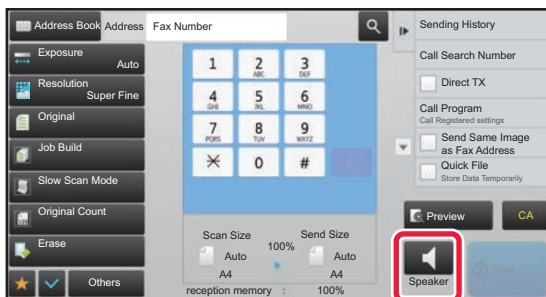 Address Book
Address
Fax Number
Exposure
Auto
Resolution
Super Fine
Original
Job Build
Slow Scan Mode
Original Count
Erase
Others
1
2
ABC
3
DEF
4
GHI
5
JKL
6
MNO
7
PQRS
8
TUV
9
WXYZ
0
#
C
Scan Size
100%
Send Size
Auto
A4
Auto
A4
reception memory : 100%
Sending History
Call Search Number
Direct TX
Call Program
Call Registered settings
Send Same Image
as Fax Address
Quick File
Store Data Temporarily
Preview
CA
Speaker
Start